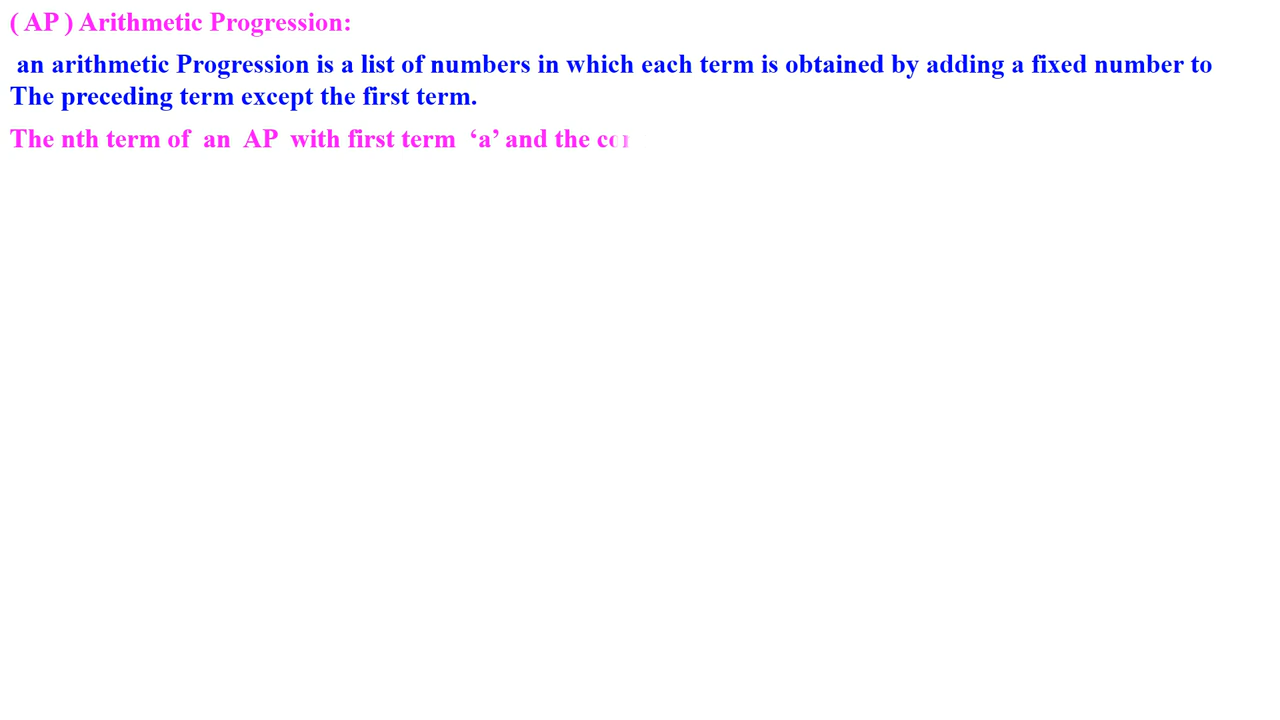 ( AP ) Arithmetic Progression:
an arithmetic Progression is a list of numbers in which each term is obtained by adding a fixed number to
The preceding term except the first term.
The nth term of an AP with first term ‘a’ and the